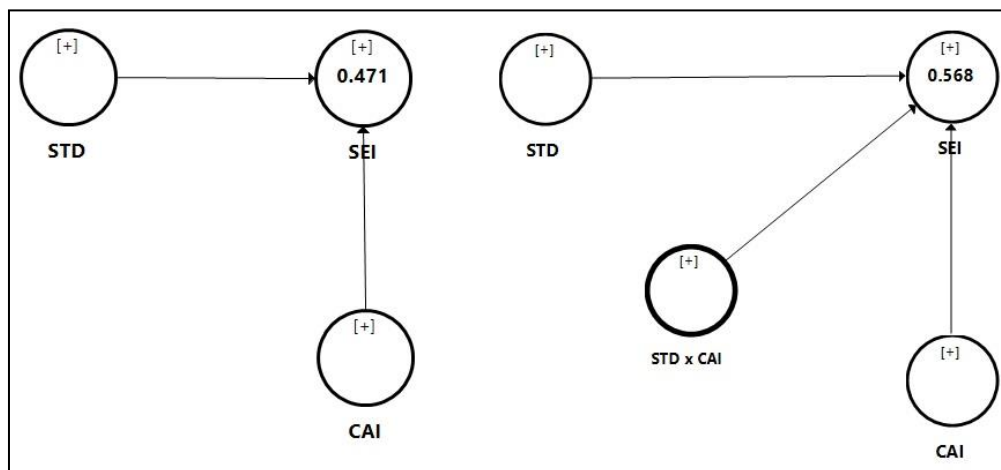 [+]
0.471
STD
SEI
[+]
[+]
CAI
[+]
STD
[+]
0.568
SEI
[+]
STD x CAI
[+]
CAI